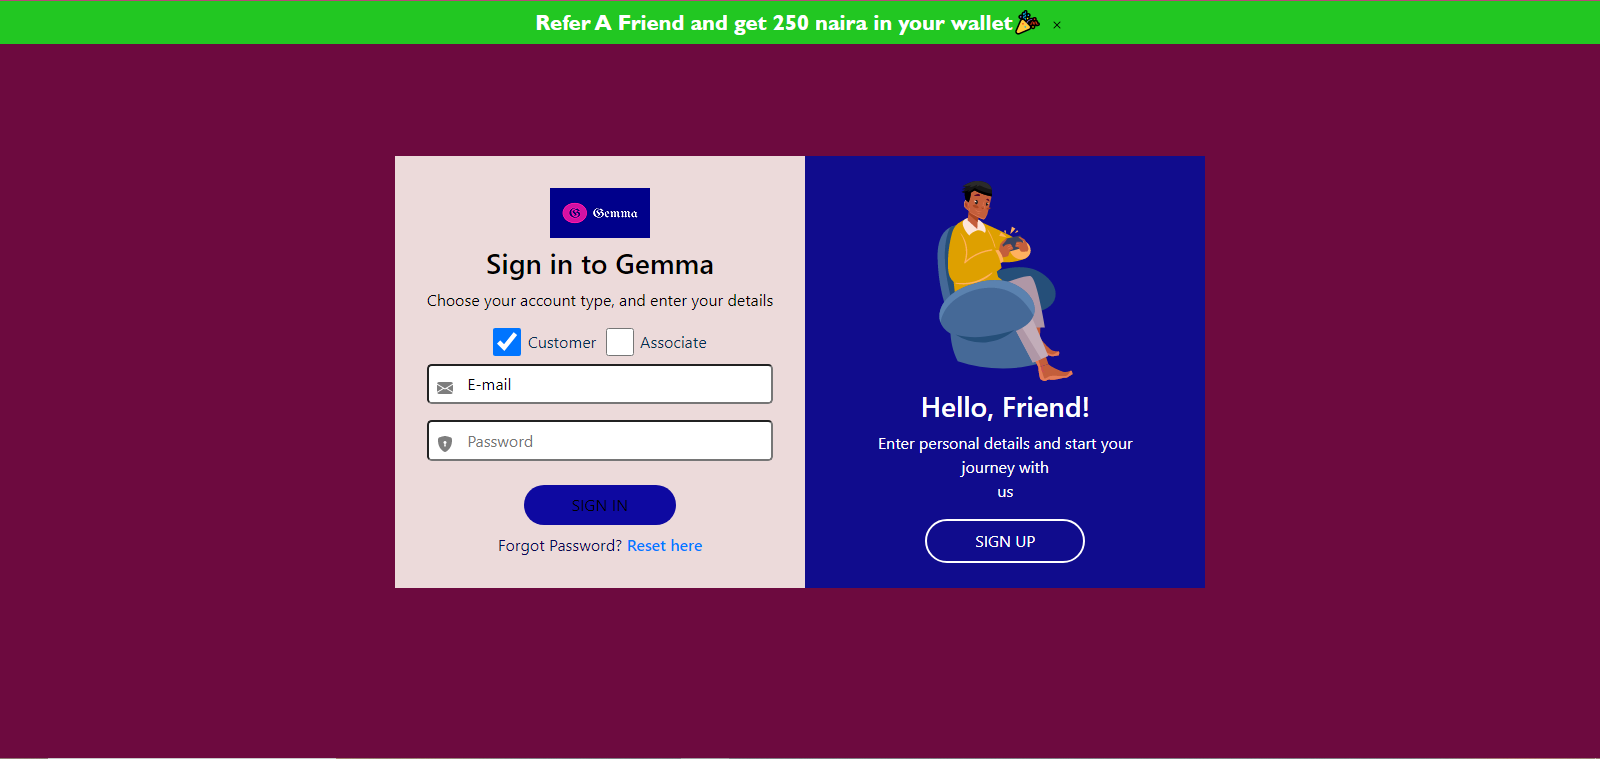 Refer A Friend and get 250 naira in your wallet🎉 ×
G Gemma
Sign in to Gemma
Choose your account type, and enter your details
Customer Associate
E-mail
Password
SIGN IN
Forgot Password? Reset here
Hello, Friend!
Enter personal details and start your
journey with
us
SIGN UP